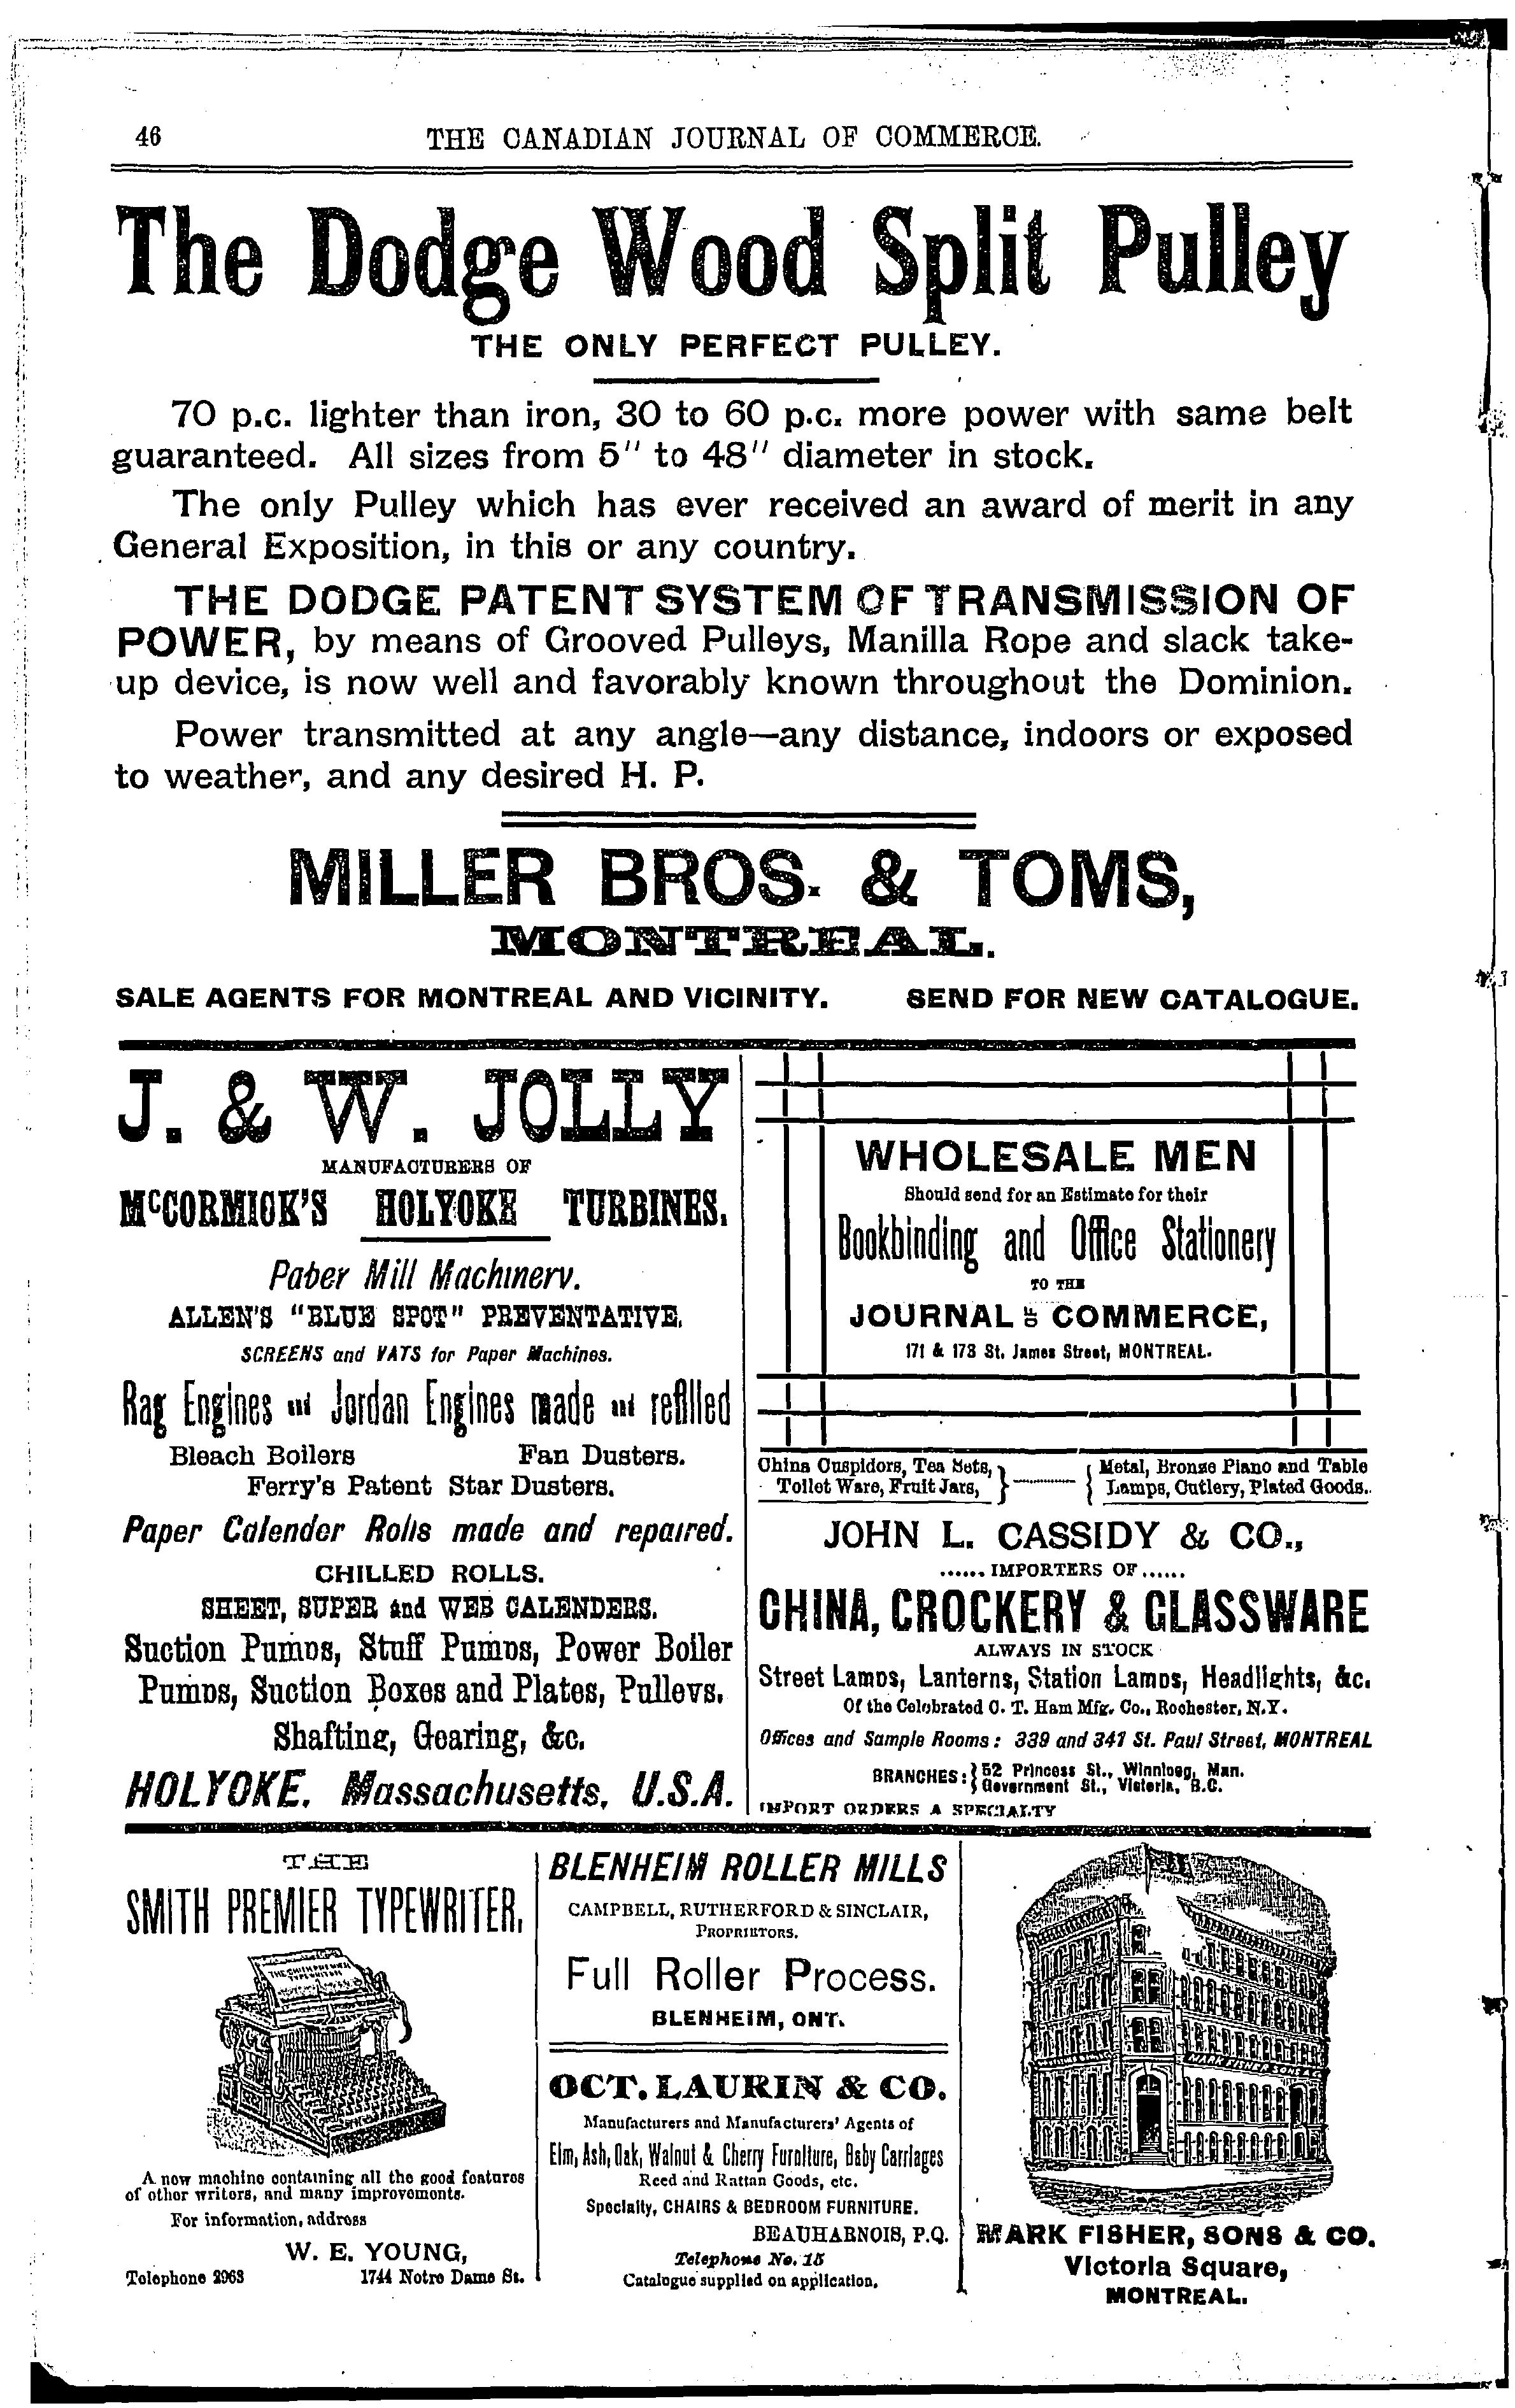 46
THE CANADIAN JOURNAL OF COMMERCE.
The Dodge Wood Split Pulley
THE ONLY PERFECT PULLEY.
70 p.c. lighter than iron, 30 to 60 p.c. more power with same belt
guaranteed. All sizes from 5" to 48" diameter in stock.
The only Pulley which has ever received an award of merit in any
General Exposition, in this or any country.
THE DODGE PATENT SYSTEM OF TRANSMISSION OF
POWER, by means of Grooved Pulleys, Manilla Rope and slack take-
up device, is now well and favorably known throughout the Dominion.
Power transmitted at any angle—any distance, indoors or exposed
to weather, and any desired H. P.
MILLER BROS. & TOMS,
MONTREAL.
SALE AGENTS FOR MONTREAL AND VICINITY. SEND FOR NEW CATALOGUE.
J. & W. JOLLY
MANUFACTURERS OF
McCORMICK'S HOLYOKE TURBINES.
Paper Mill Machinery.
ALLEN'S "BLUE SPOT" PREVENTATIVE.
SCREENS and VATS for Paper Machines.
Rag Engines and Jordan Engines made and refilled
Bleach Boilers Fan Dusters.
Ferry's Patent Star Dusters.
Paper Calender Rolls made and repaired.
CHILLED ROLLS.
SHEET, SUPER and WEB CALENDERS.
Suction Pumps, Stuff Pumps, Power Boiler
Pumps, Suction Boxes and Plates, Pulleys.
Shafting, Gearing, &c.
HOLYOKE, Massachusetts, U.S.A.
WHOLESALE MEN
Should send for an Estimate for their
Bookbinding and Office Stationery
TO THE
JOURNAL OF COMMERCE,
171 & 173 St. James Street, MONTREAL.
China Cuspidors, Tea Sets,
Toilet Ware, Fruit Jars,
Metal, Bronze Piano and Table
Lamps, Cutlery, Plated Goods.
JOHN L. CASSIDY & CO.,
......IMPORTERS OF......
CHINA, CROCKERY & GLASSWARE
ALWAYS IN STOCK
Street Lamps, Lanterns, Station Lamps, Headlights, &c.
Of the Celebrated C. T. Ham Mfg. Co., Rochester, N.Y.
Offices and Sample Rooms: 339 and 341 St. Paul Street, MONTREAL
BRANCHES: 52 Princess St., Winnipeg, Man.
Government St., Victoria, B.C.
IMPORT ORDERS A SPECIALTY
THE
SMITH PREMIER TYPEWRITER,
THE SMITH PREMIER
TYPEWRITER
A new machine containing all the good features
of other writers, and many improvements.
For information, address
W. E. YOUNG,
Telephone 2963 1744 Notre Dame St.
BLENHEIM ROLLER MILLS
CAMPBELL, RUTHERFORD & SINCLAIR,
PROPRIETORS.
Full Roller Process.
BLENHEIM, ONT.
OCT. LAURIN & CO.
Manufacturers and Manufacturers' Agents of
Elm, Ash, Oak, Walnut & Cherry Furniture, Baby Carriages
Reed and Rattan Goods, etc.
Specialty, CHAIRS & BEDROOM FURNITURE.
BEAUHARNOIS, P.Q.
Telephone No. 15
Catalogue supplied on application.
MARK FISHER SONS & CO
MARK FISHER, SONS & CO.
Victoria Square,
MONTREAL.